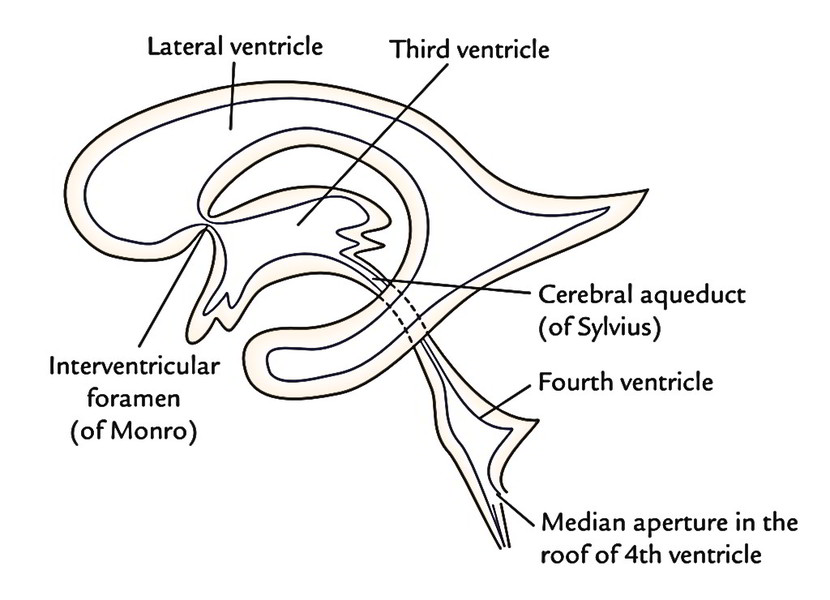 Lateral ventricle
Third ventricle
Cerebral aqueduct
(of Sylvius)
Interventricular
foramen
(of Monro)
Fourth ventricle
Median aperture in the
roof of 4th ventricle